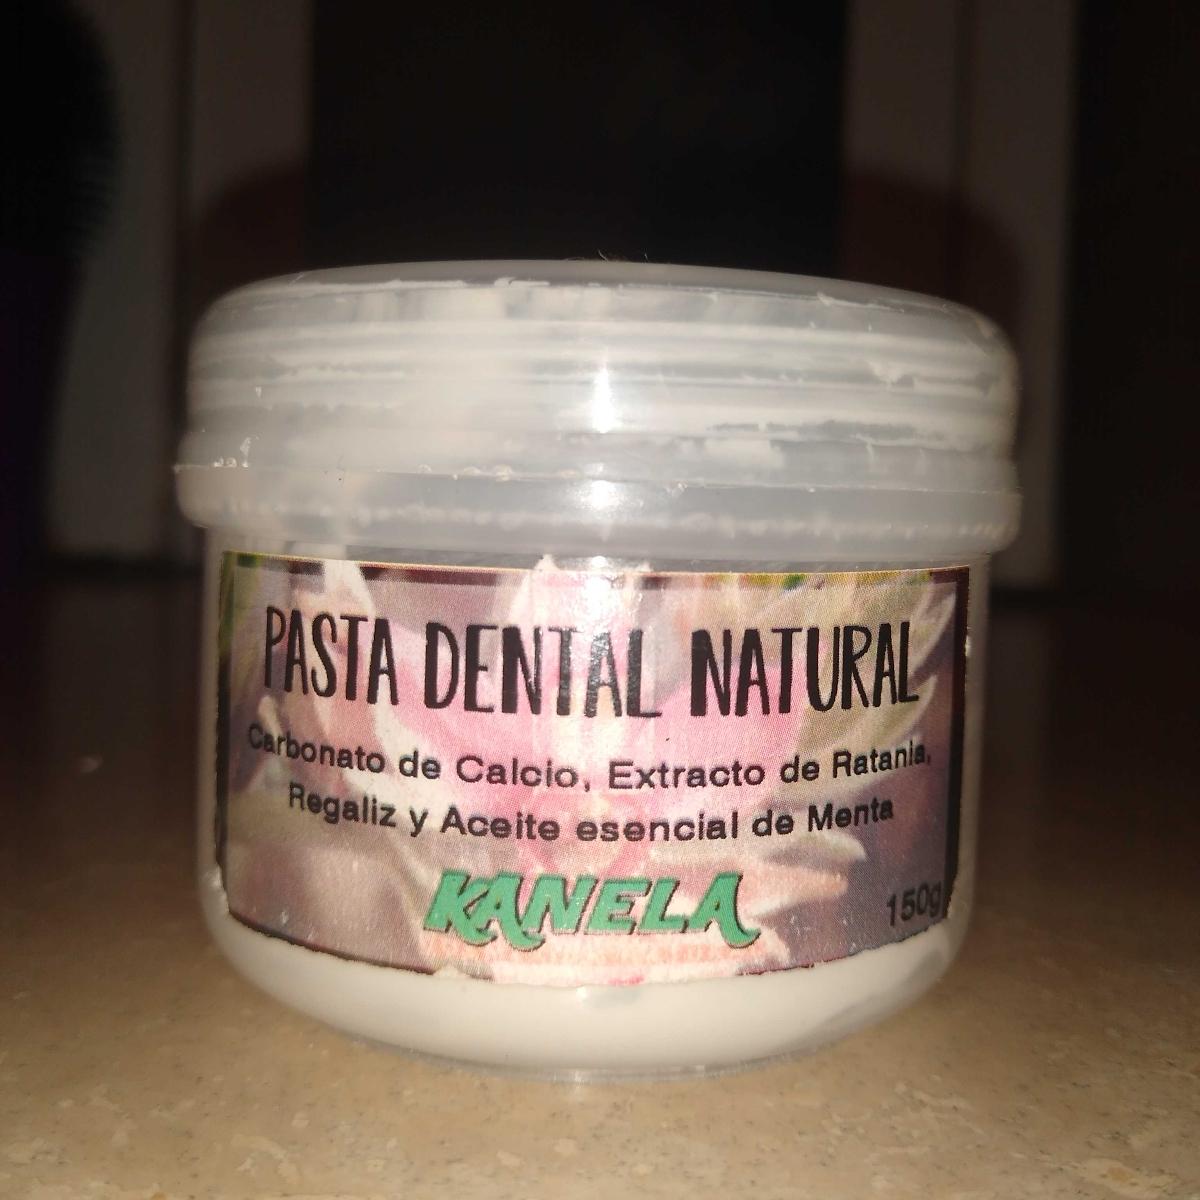 PASTA DENTAL NATURAL
Carbonato de Calcio, Extracto de Ratania,
Regaliz y Aceite esencial de Menta
KANELA
150g